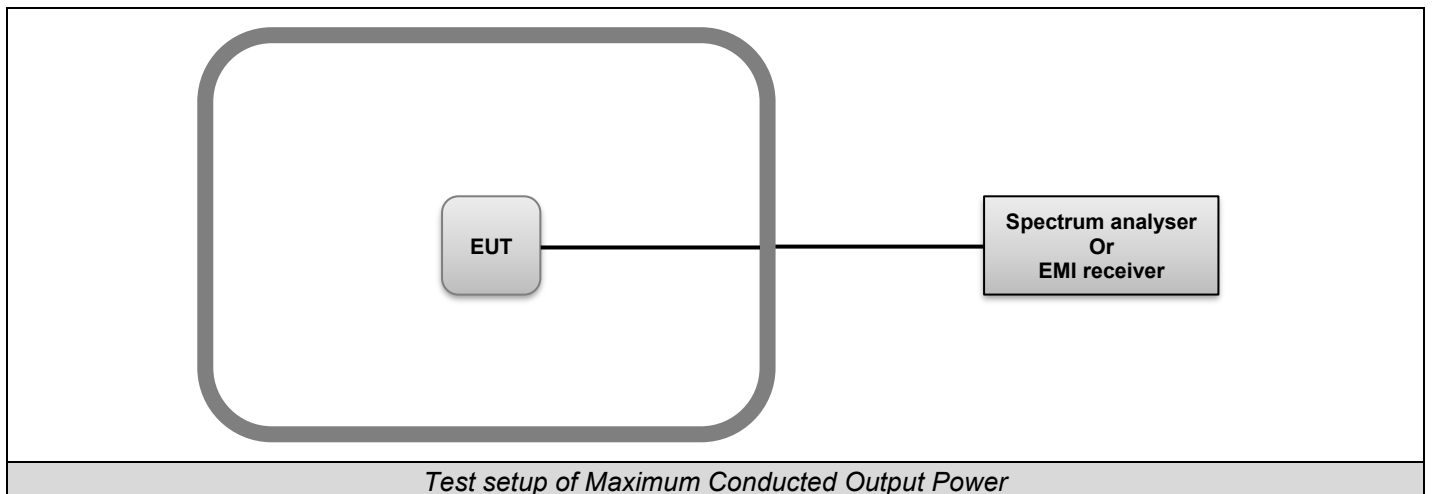 EUT
Spectrum analyser
Or
EMI receiver
Test setup of Maximum Conducted Output Power